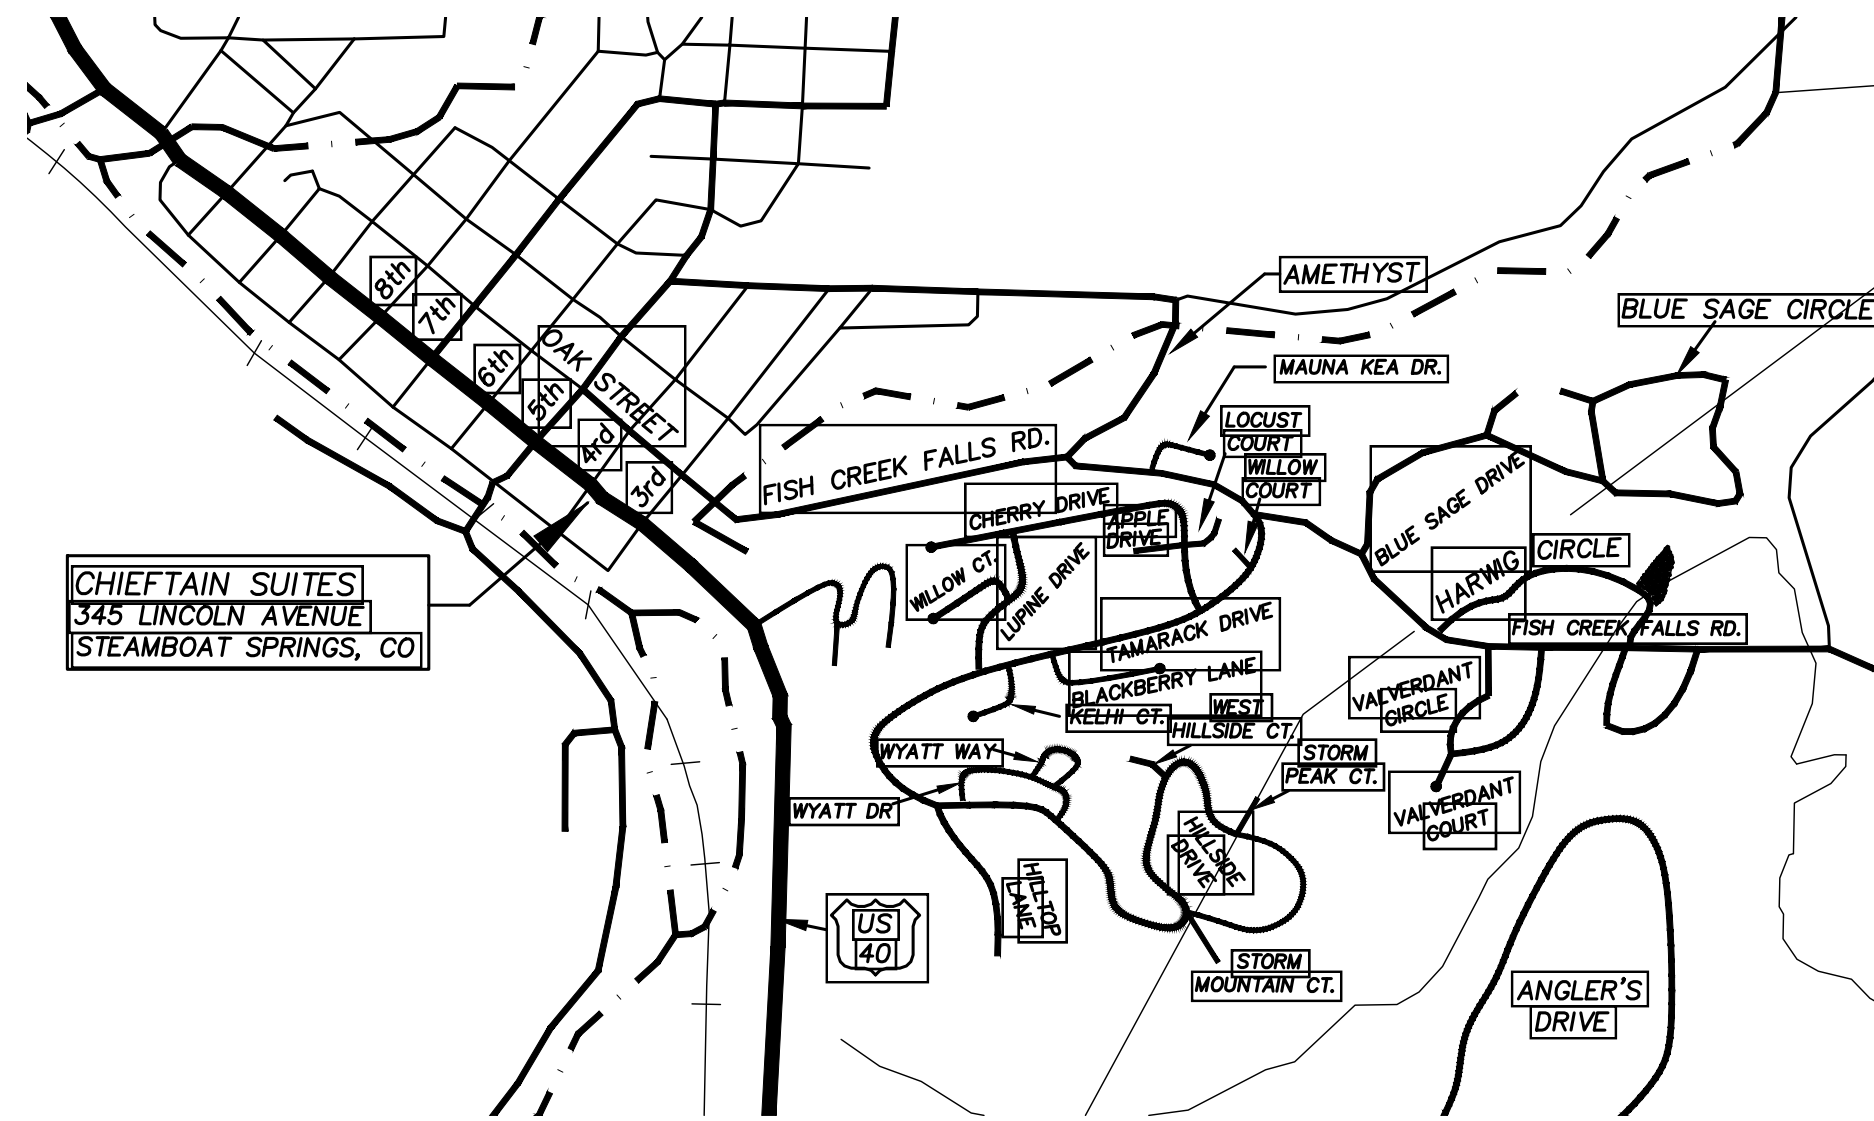 AMETHYST
8th
7th
BLUE SAGE CIRCLE
6th
OAK STREET
5th
4rd
3rd
MAUNA KEA DR.
LOCUST
COURT
WILLOW
COURT
FISH CREEK FALLS RD.
CHERRY DRIVE
APPLE
DRIVE
BLUE SAGE DRIVE
HARWIG
CIRCLE
CHIEFTAIN SUITES
345 LINCOLN AVENUE
STEAMBOAT SPRINGS, CO
WILLOW CT.
LUPINE DRIVE
TAMARACK DRIVE
FISH CREEK FALLS RD.
BLACKBERRY LANE
KELHI CT.
WEST
HILLSIDE CT.
VALVERDANT
CIRCLE
WYATT WAY
STORM
PEAK CT.
WYATT DR
VALVERDANT
COURT
HILLSIDE
DRIVE
HILLTOP
LANE
US
40
STORM
MOUNTAIN CT.
ANGLER'S
DRIVE